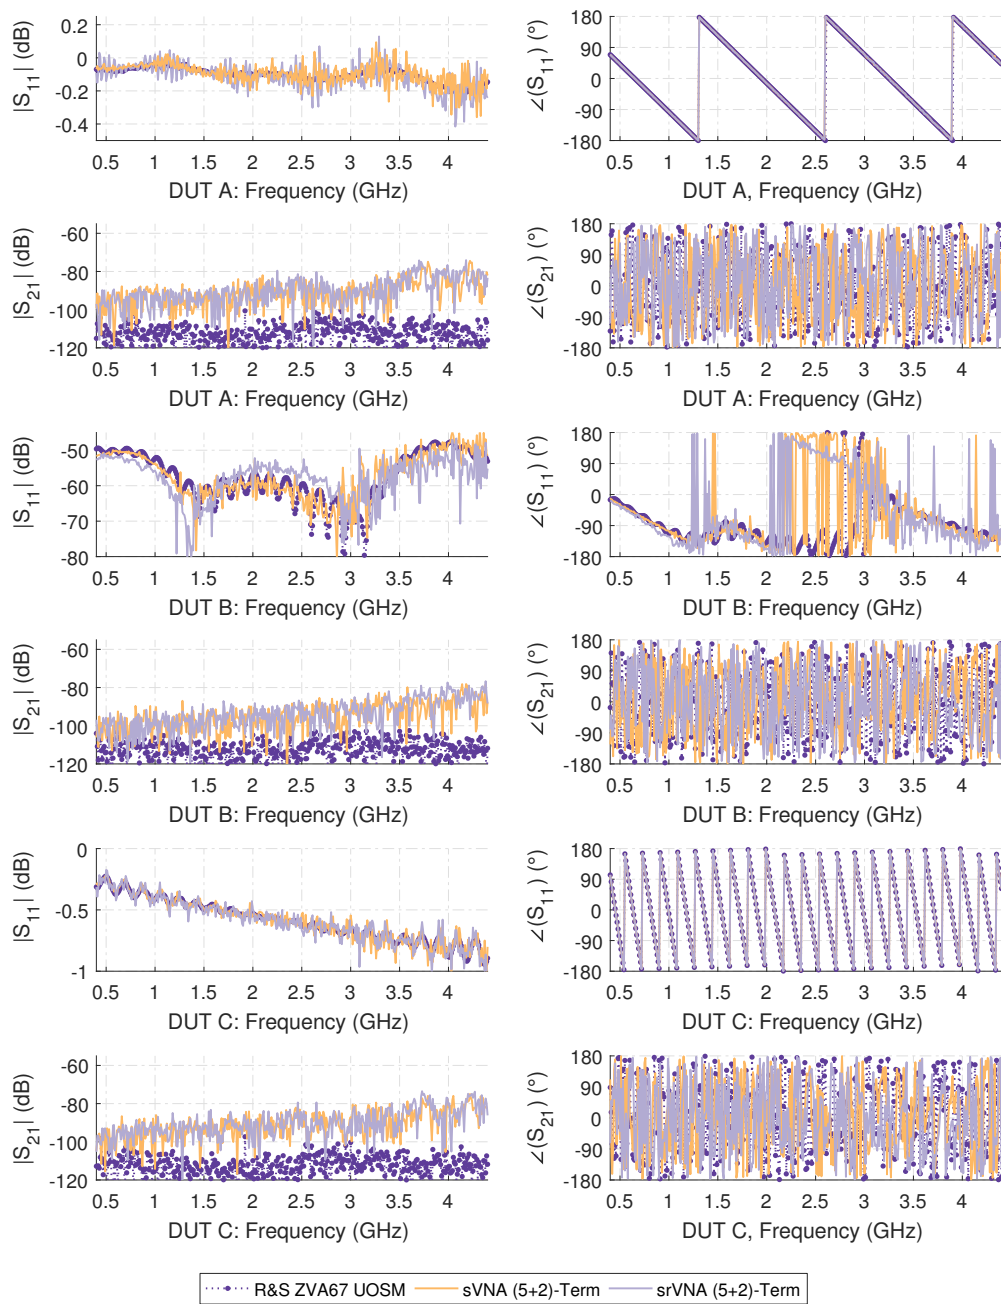 |S11| (dB)
0.2
0
-0.2
-0.4
0.5 1 1.5 2 2.5 3 3.5 4
DUT A: Frequency (GHz)
∠(S11) (°)
180
90
0
-90
-180
0.5 1 1.5 2 2.5 3 3.5 4
DUT A, Frequency (GHz)
|S21| (dB)
-60
-80
-100
-120
0.5 1 1.5 2 2.5 3 3.5 4
DUT A: Frequency (GHz)
∠(S21) (°)
180
90
0
-90
-180
0.5 1 1.5 2 2.5 3 3.5 4
DUT A: Frequency (GHz)
|S11| (dB)
-50
-60
-70
-80
0.5 1 1.5 2 2.5 3 3.5 4
DUT B: Frequency (GHz)
∠(S11) (°)
180
90
0
-90
-180
0.5 1 1.5 2 2.5 3 3.5 4
DUT B: Frequency (GHz)
|S21| (dB)
-60
-80
-100
-120
0.5 1 1.5 2 2.5 3 3.5 4
DUT B: Frequency (GHz)
∠(S21) (°)
180
90
0
-90
-180
0.5 1 1.5 2 2.5 3 3.5 4
DUT B: Frequency (GHz)
|S11| (dB)
0
-0.5
-1
0.5 1 1.5 2 2.5 3 3.5 4
DUT C: Frequency (GHz)
∠(S11) (°)
180
90
0
-90
-180
0.5 1 1.5 2 2.5 3 3.5 4
DUT C: Frequency (GHz)
|S21| (dB)
-60
-80
-100
-120
0.5 1 1.5 2 2.5 3 3.5 4
DUT C: Frequency (GHz)
∠(S21) (°)
180
90
0
-90
-180
0.5 1 1.5 2 2.5 3 3.5 4
DUT C, Frequency (GHz)
R&S ZVA67 UOSM sVNA (5+2)-Term srVNA (5+2)-Term